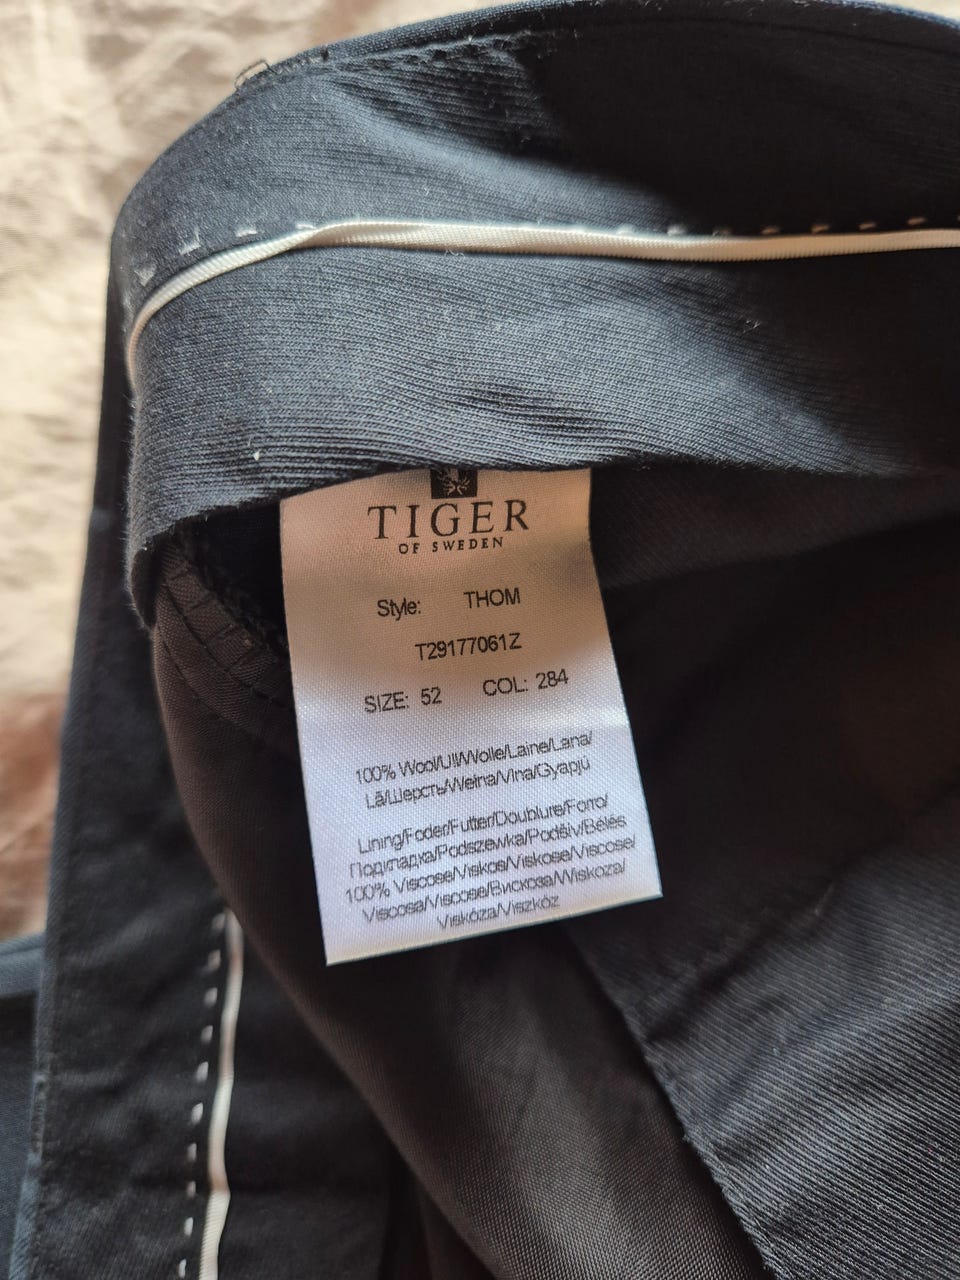 TIGER
OF SWEDEN
Style: THOM
T29177061Z
SIZE: 52 COL: 284
100% Wool/Ull/Wolle/Laine/Lana/
Lã/Шерсть/Wełna/Vlna/Gyapjú
Lining/Foder/Futter/Doublure/Forro/
Подкладка/Podszewka/Podšív/Bélés
100% Viscose/Viskos/Viskose/Viscose/
Viscosa/Viscose/Вискоза/Wiskoza/
Viskóza/Viszkóz